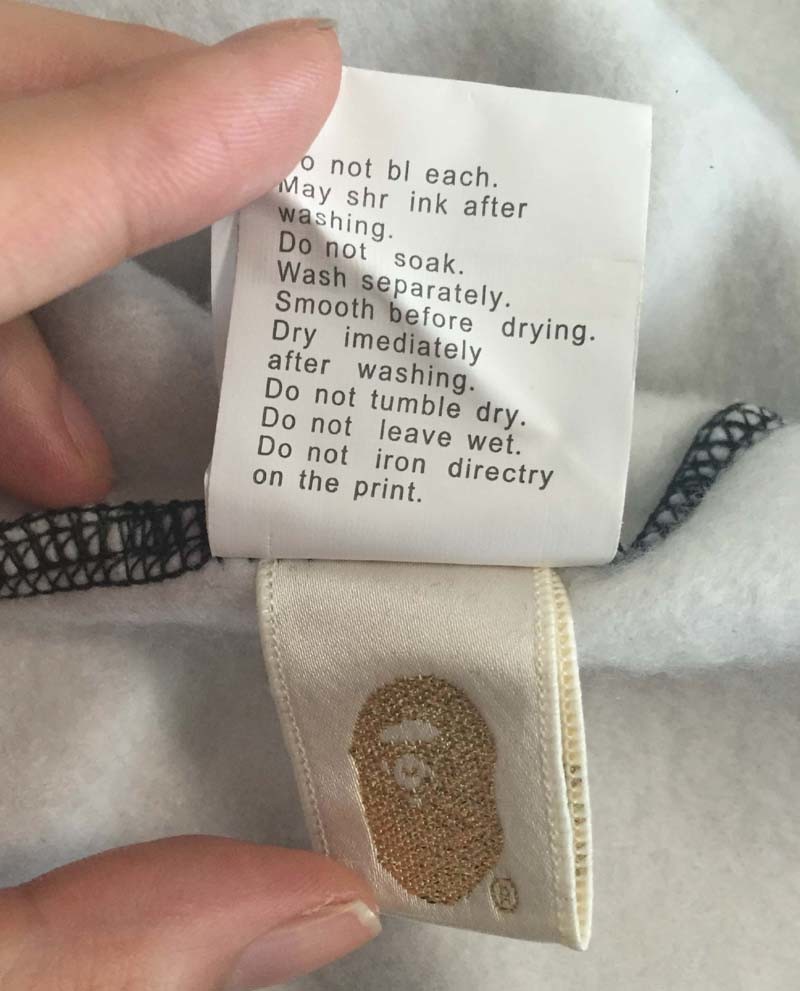 o not bl each.
May shr ink after
washing.
Do not soak.
Wash separately.
Smooth before drying.
Dry imediately
after washing.
Do not tumble dry.
Do not leave wet.
Do not iron directry
on the print.
®